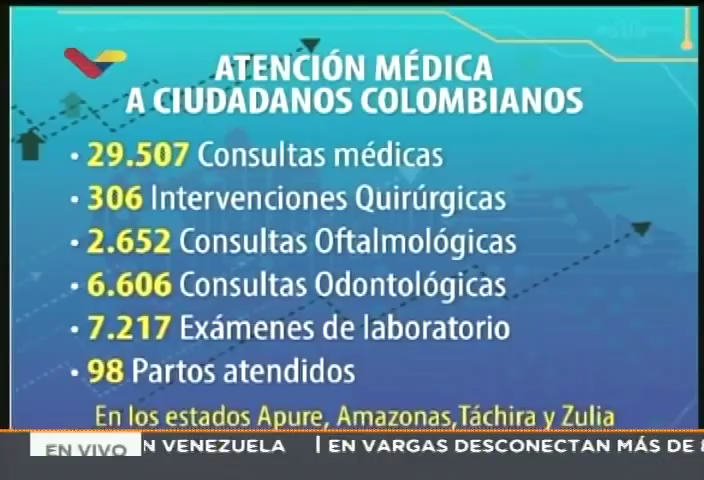 ATENCIÓN MÉDICA
A CIUDADANOS COLOMBIANOS
• 29.507 Consultas médicas
• 306 Intervenciones Quirúrgicas
• 2.652 Consultas Oftalmológicas
• 6.606 Consultas Odontológicas
• 7.217 Exámenes de laboratorio
• 98 Partos atendidos
En los estados Apure, Amazonas,Táchira y Zulia
EN VIVO N VENEZUELA | EN VARGAS DESCONECTAN MÁS DE